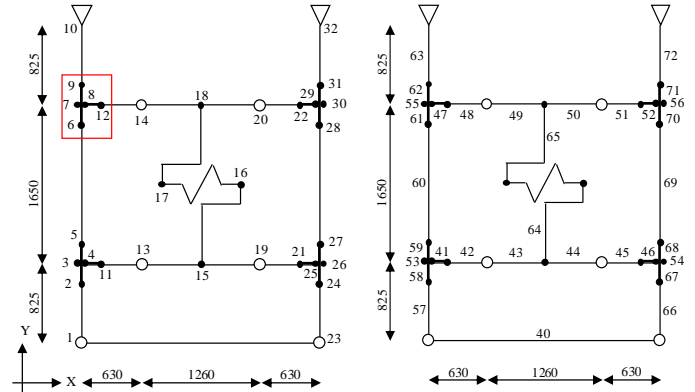 10 32 63 72
825 825
9 31 62 71
7 8 18 29 30 55 56
12 14 20 22 47 48 49 50 51 52
6 28 61 70
65
16
17
1650 60 69 1650
64
5 27 59 68
3 4 13 19 21 26 53 41 42 43 44 45 46 54
11 15 25
2 24 58 67
825 57 66 825
Y 1 23 40
X 630 1260 630 630 1260 630